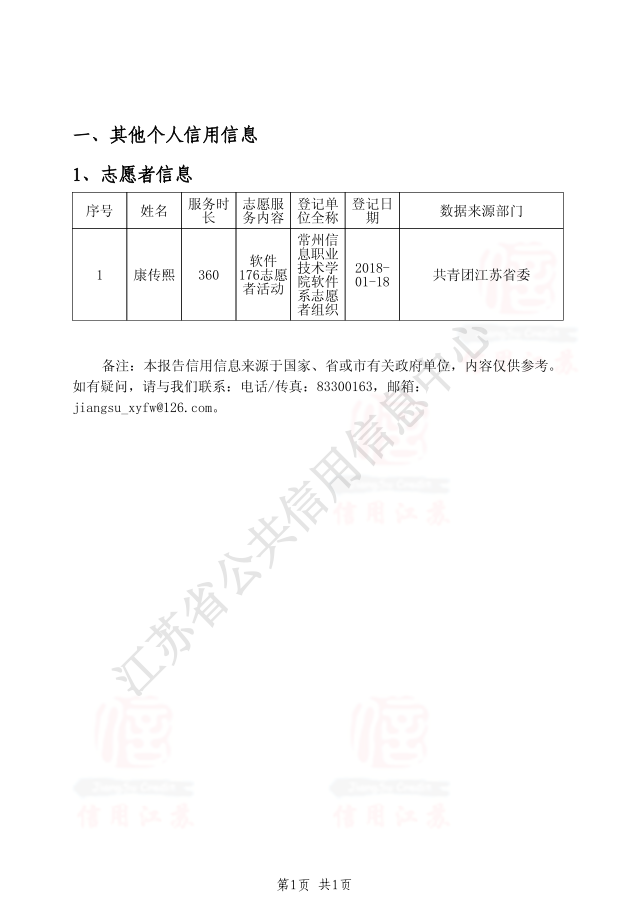 一、其他个人信用信息
1、志愿者信息
序号 姓名 服务时长 志愿服务内容 登记单位全称 登记日期 数据来源部门
1 康传熙 360 软件176志愿者活动 常州信息职业技术学院软件系志愿者组织 2018-01-18 共青团江苏省委
备注：本报告信用信息来源于国家、省或市有关政府单位，内容仅供参考。
如有疑问，请与我们联系：电话/传真：83300163，邮箱：
jiangsu_xyfw@126.com。
江苏省公共信用信息中心
信用江苏
信用江苏
信用江苏
第1页 共1页